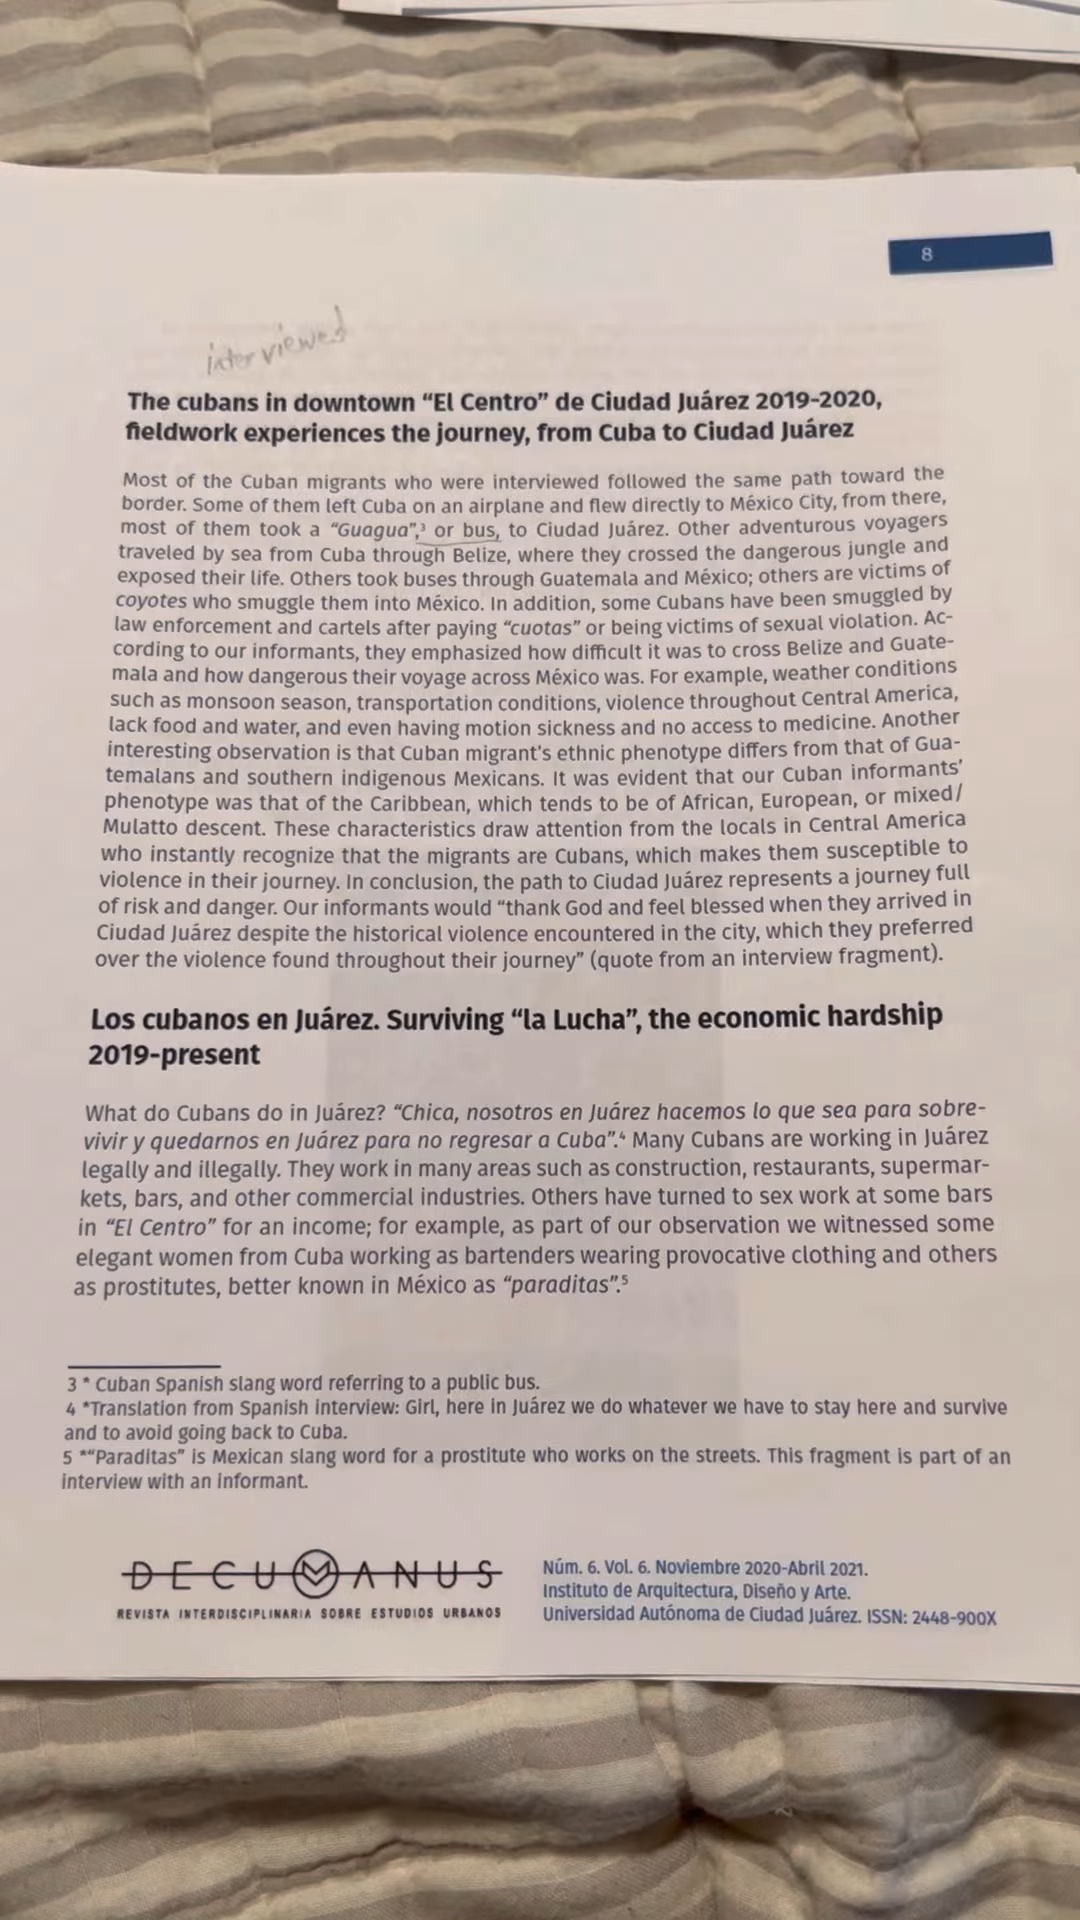 8
interviewed
The cubans in downtown “El Centro” de Ciudad Juárez 2019-2020,
fieldwork experiences the journey, from Cuba to Ciudad Juárez
Most of the Cuban migrants who were interviewed followed the same path toward the
border. Some of them left Cuba on an airplane and flew directly to México City, from there,
most of them took a “Guagua”,³ or bus, to Ciudad Juárez. Other adventurous voyagers
traveled by sea from Cuba through Belize, where they crossed the dangerous jungle and
exposed their life. Others took buses through Guatemala and México; others are victims of
coyotes who smuggle them into México. In addition, some Cubans have been smuggled by
law enforcement and cartels after paying “cuotas” or being victims of sexual violation. Ac-
cording to our informants, they emphasized how difficult it was to cross Belize and Guate-
mala and how dangerous their voyage across México was. For example, weather conditions
such as monsoon season, transportation conditions, violence throughout Central America,
lack food and water, and even having motion sickness and no access to medicine. Another
interesting observation is that Cuban migrant's ethnic phenotype differs from that of Gua-
temalans and southern indigenous Mexicans. It was evident that our Cuban informants’
phenotype was that of the Caribbean, which tends to be of African, European, or mixed/
Mulatto descent. These characteristics draw attention from the locals in Central America
who instantly recognize that the migrants are Cubans, which makes them susceptible to
violence in their journey. In conclusion, the path to Ciudad Juárez represents a journey full
of risk and danger. Our informants would “thank God and feel blessed when they arrived in
Ciudad Juárez despite the historical violence encountered in the city, which they preferred
over the violence found throughout their journey” (quote from an interview fragment).
Los cubanos en Juárez. Surviving “la Lucha”, the economic hardship
2019-present
What do Cubans do in Juárez? “Chica, nosotros en Juárez hacemos lo que sea para sobre-
vivir y quedarnos en Juárez para no regresar a Cuba”.⁴ Many Cubans are working in Juárez
legally and illegally. They work in many areas such as construction, restaurants, supermar-
kets, bars, and other commercial industries. Others have turned to sex work at some bars
in “El Centro” for an income; for example, as part of our observation we witnessed some
elegant women from Cuba working as bartenders wearing provocative clothing and others
as prostitutes, better known in México as “paraditas”.⁵
3 * Cuban Spanish slang word referring to a public bus.
4 *Translation from Spanish interview: Girl, here in Juárez we do whatever we have to stay here and survive
and to avoid going back to Cuba.
5 *“Paraditas” is Mexican slang word for a prostitute who works on the streets. This fragment is part of an
interview with an informant.
DECUMANUS
REVISTA INTERDISCIPLINARIA SOBRE ESTUDIOS URBANOS
Núm. 6. Vol. 6. Noviembre 2020-Abril 2021.
Instituto de Arquitectura, Diseño y Arte.
Universidad Autónoma de Ciudad Juárez. ISSN: 2448-900X